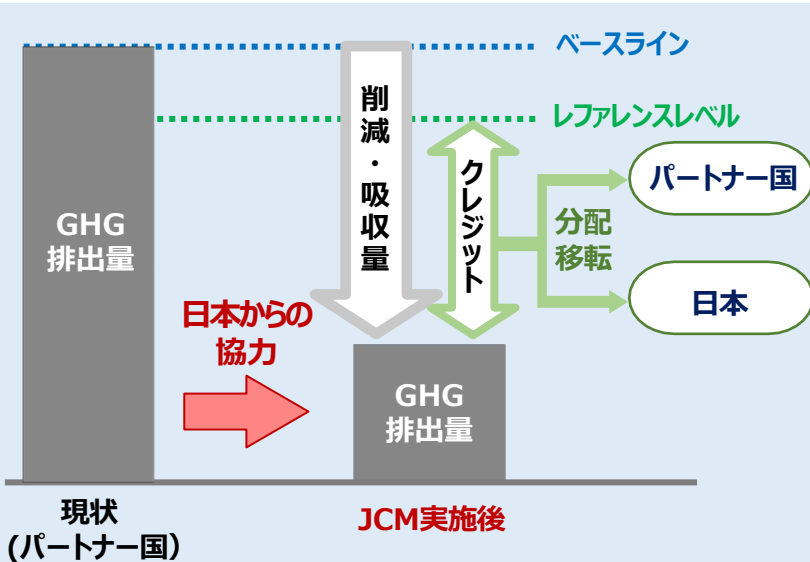 ベースライン
レファレンスレベル
削減・吸収量
クレジット
分配
移転
パートナー国
日本
GHG
排出量
日本からの
協力
GHG
排出量
現状
(パートナー国）
JCM実施後